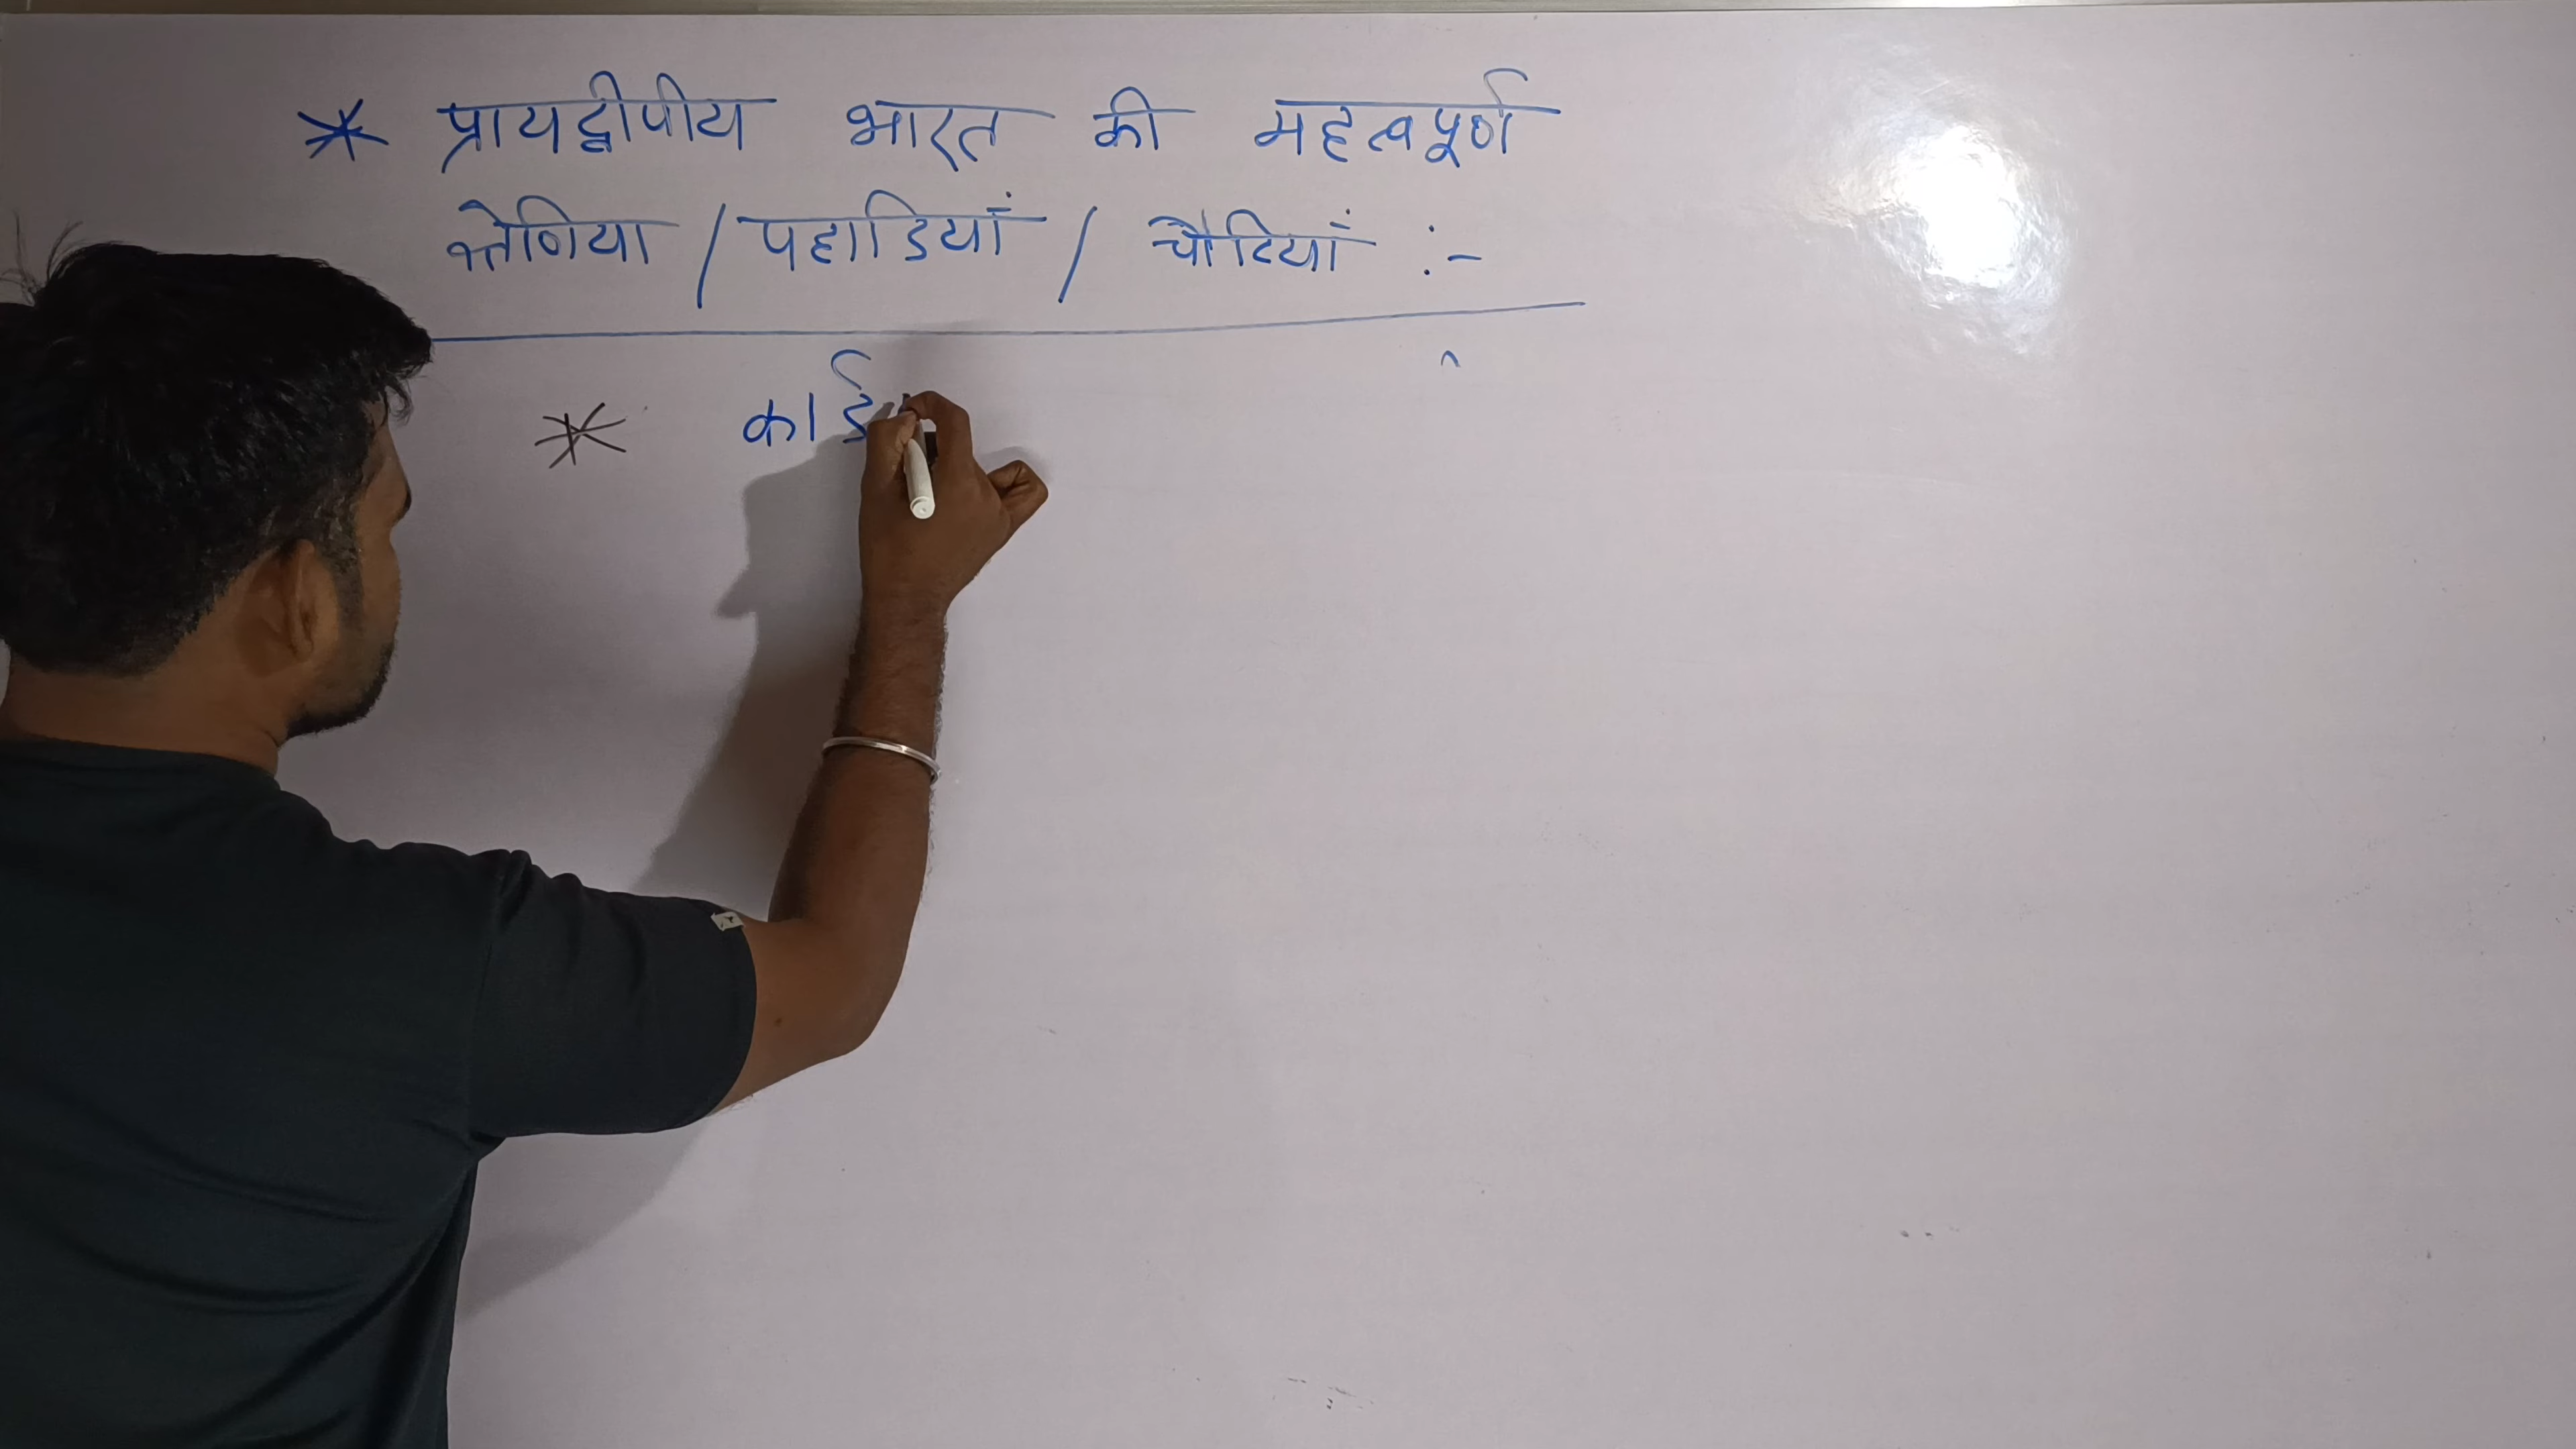 * प्रायद्वीपीय भारत की महत्वपूर्ण
श्रेणिया / पहाडियाँ / चौटियाँ :-
* कार्ड